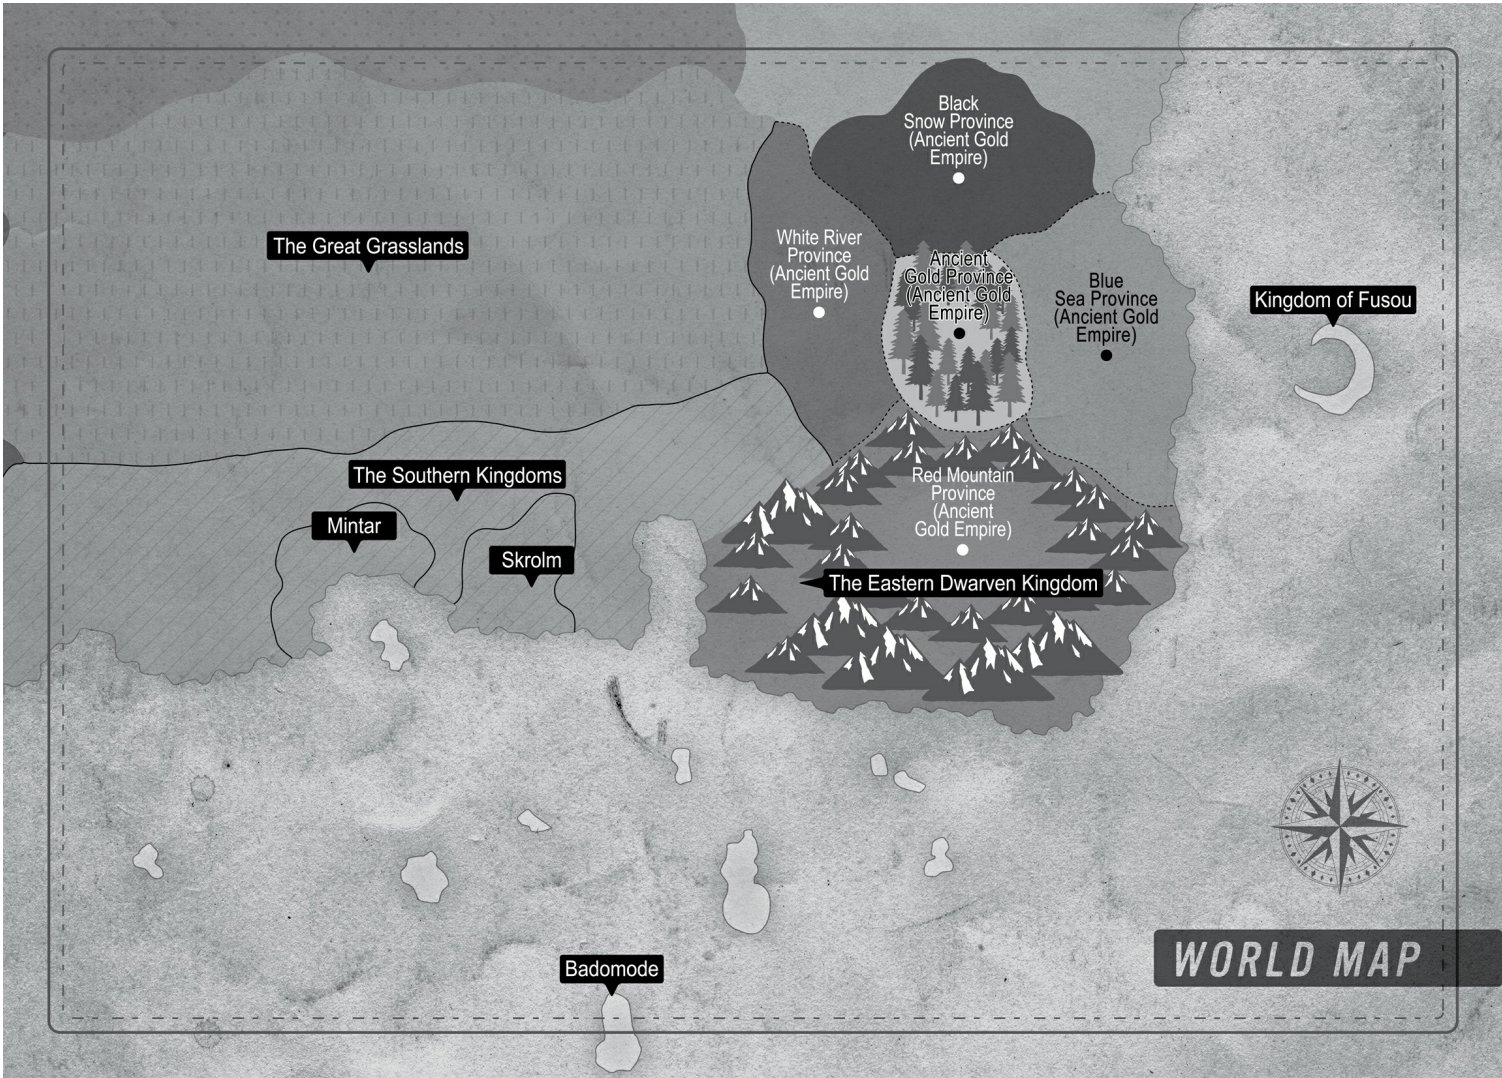 Black
Snow Province
(Ancient Gold
Empire)
White River
Province
(Ancient Gold
Empire)
Ancient
Gold Province
(Ancient Gold
Empire)
Blue
Sea Province
(Ancient Gold
Empire)
The Great Grasslands
Kingdom of Fusou
The Southern Kingdoms
Mintar
Skrolm
Red Mountain
Province
(Ancient
Gold Empire)
The Eastern Dwarven Kingdom
Badomode
WORLD MAP